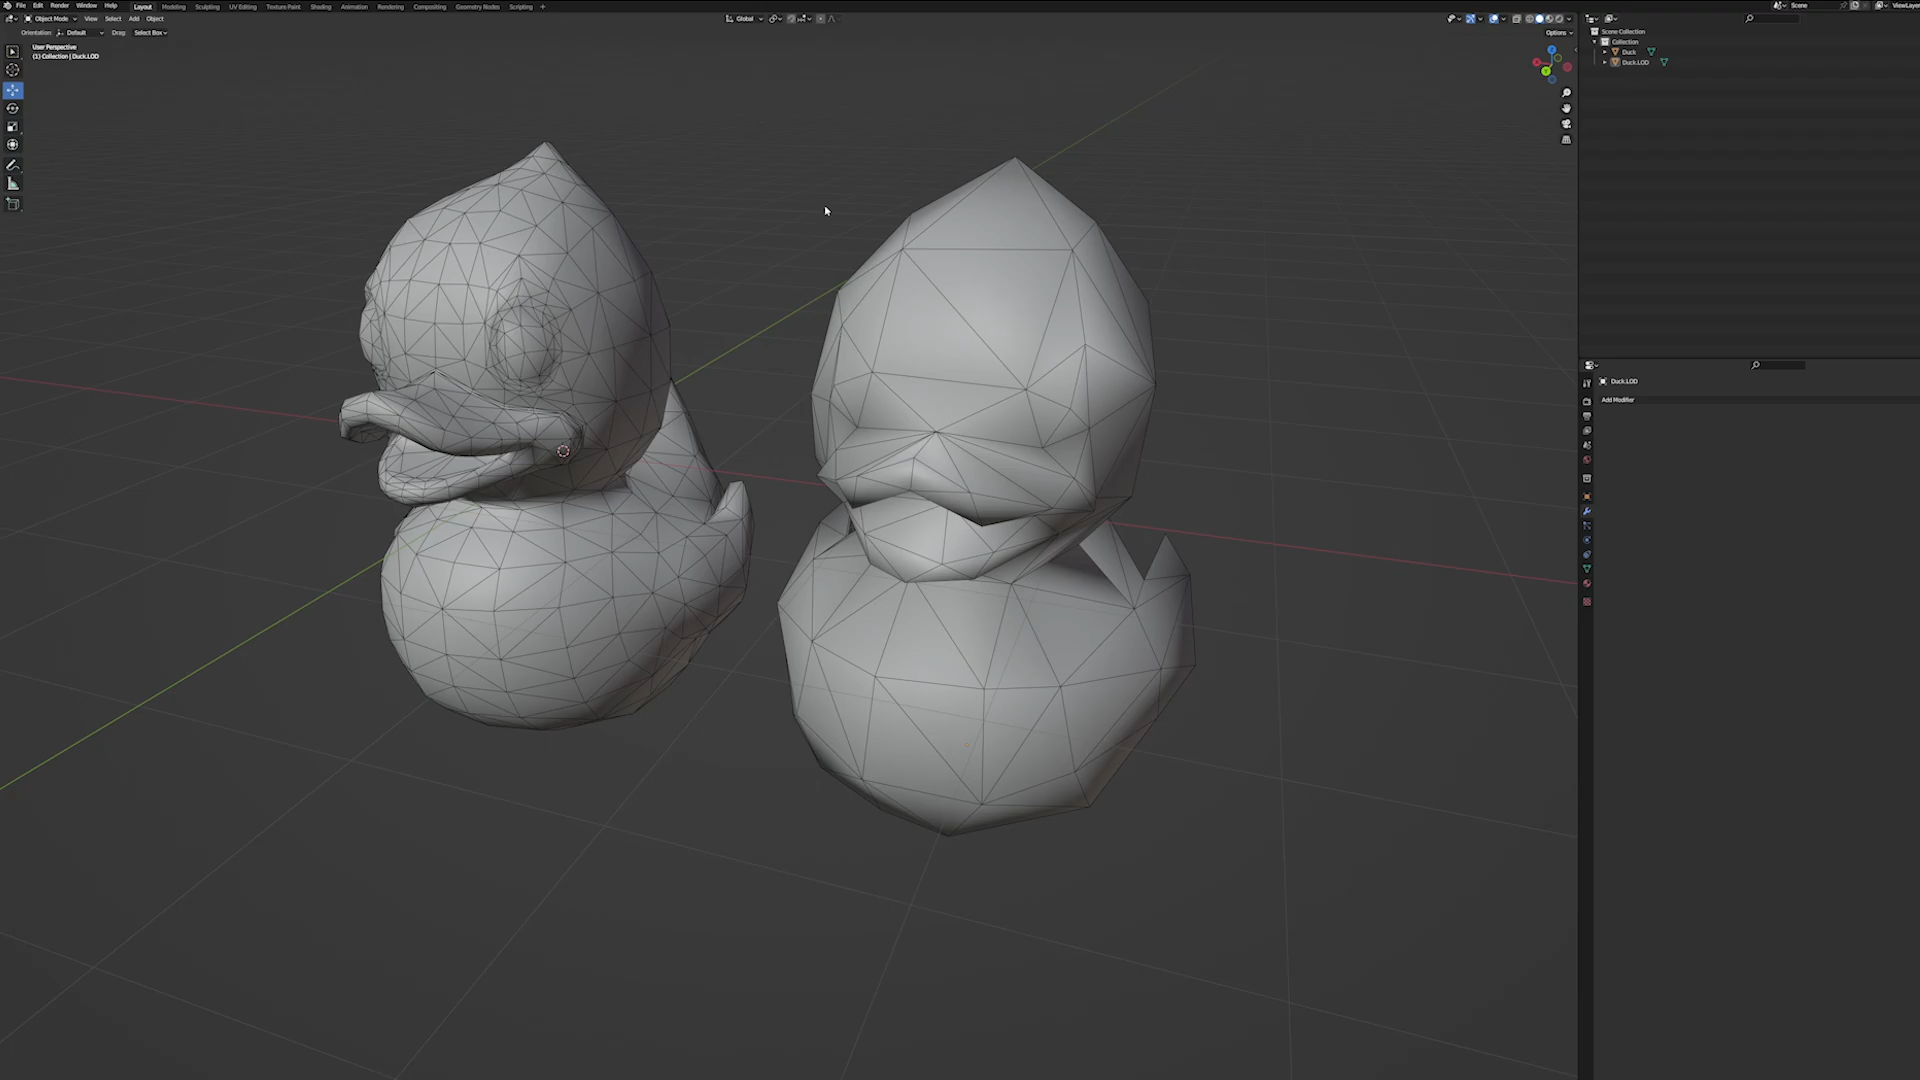 File Edit Render Window Help Layout Modeling Sculpting UV Editing Texture Paint Shading Animation Rendering Compositing Geometry Nodes Scripting + Scene ViewLayer
Object Mode View Select Add Object Global
Orientation: Default Drag: Select Box Options
User Perspective
(1) Collection | Duck.LOD
Scene Collection
Collection
Duck
Duck.LOD
Duck.LOD
Add Modifier